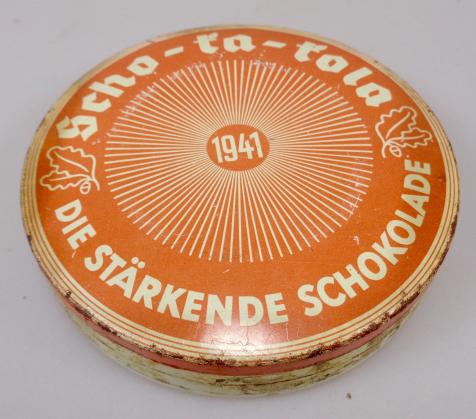 Scho-ka-kola
1941
DIE STÄRKENDE SCHOKOLADE